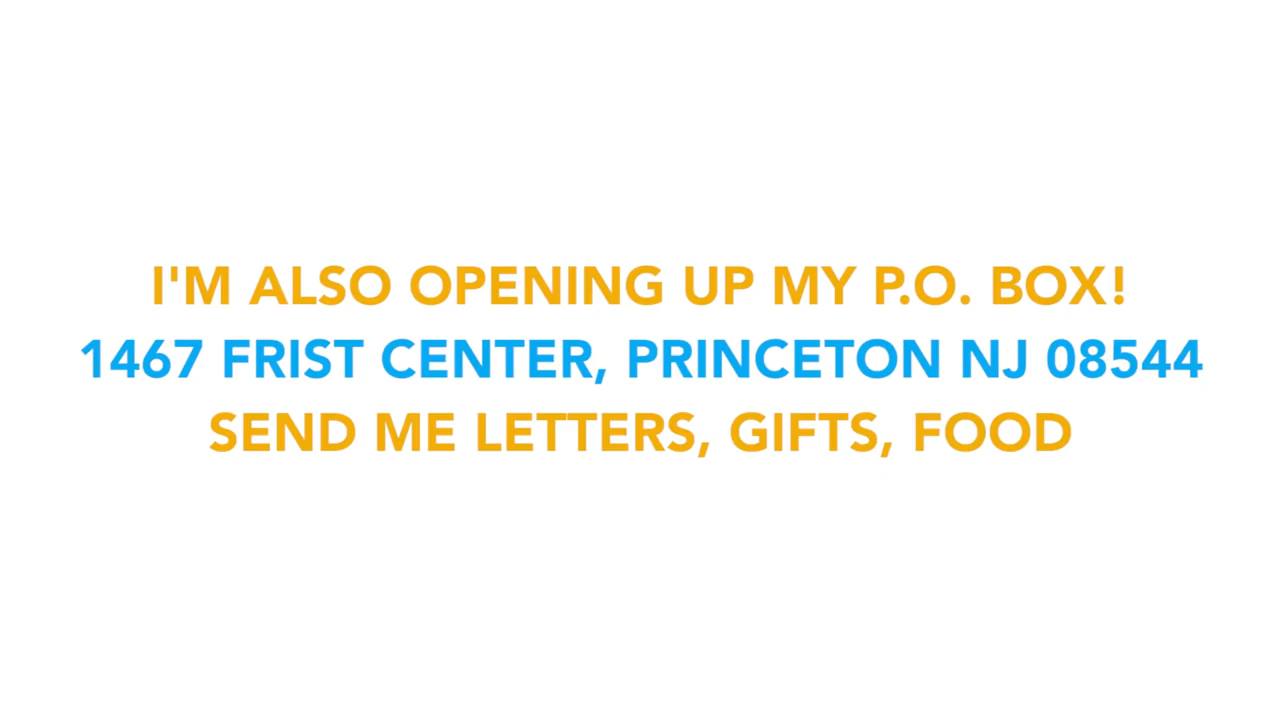 I'M ALSO OPENING UP MY P.O. BOX!
1467 FRIST CENTER, PRINCETON NJ 08544
SEND ME LETTERS, GIFTS, FOOD